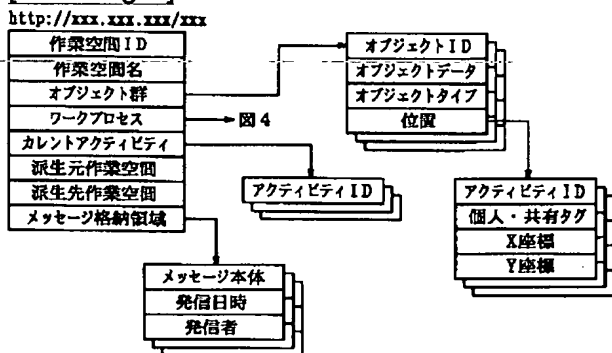 http://xxx.xxx.xxx/xxx
作業空間ID
作業空間名
オブジェクト群
ワークプロセス
カレントアクティビティ
派生元作業空間
派生先作業空間
メッセージ格納領域
オブジェクトID
オブジェクトデータ
オブジェクトタイプ
位置
図4
アクティビティID
アクティビティID
個人・共有タグ
X座標
Y座標
メッセージ本体
発信日時
発信者